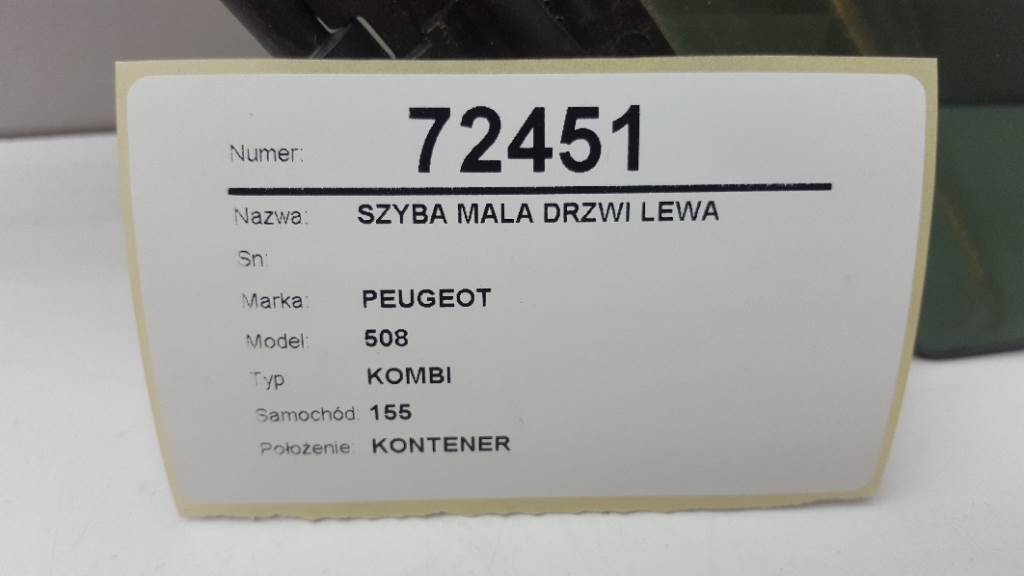 Numer: 72451
Nazwa: SZYBA MALA DRZWI LEWA
Sn:
Marka: PEUGEOT
Model: 508
Typ KOMBI
Samochód: 155
Położenie: KONTENER